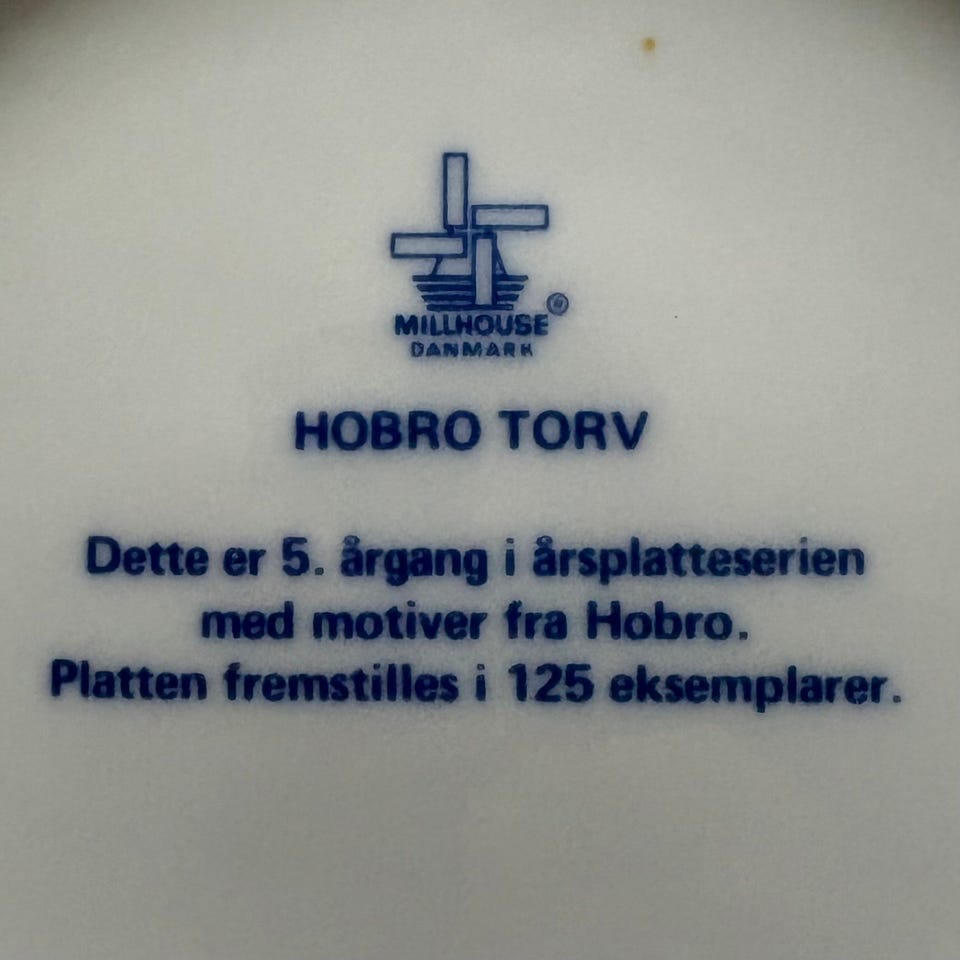 MILLHOUSE ®
DANMARK
HOBRO TORV
Dette er 5. årgang i årsplatteserien
med motiver fra Hobro.
Platten fremstilles i 125 eksemplarer.